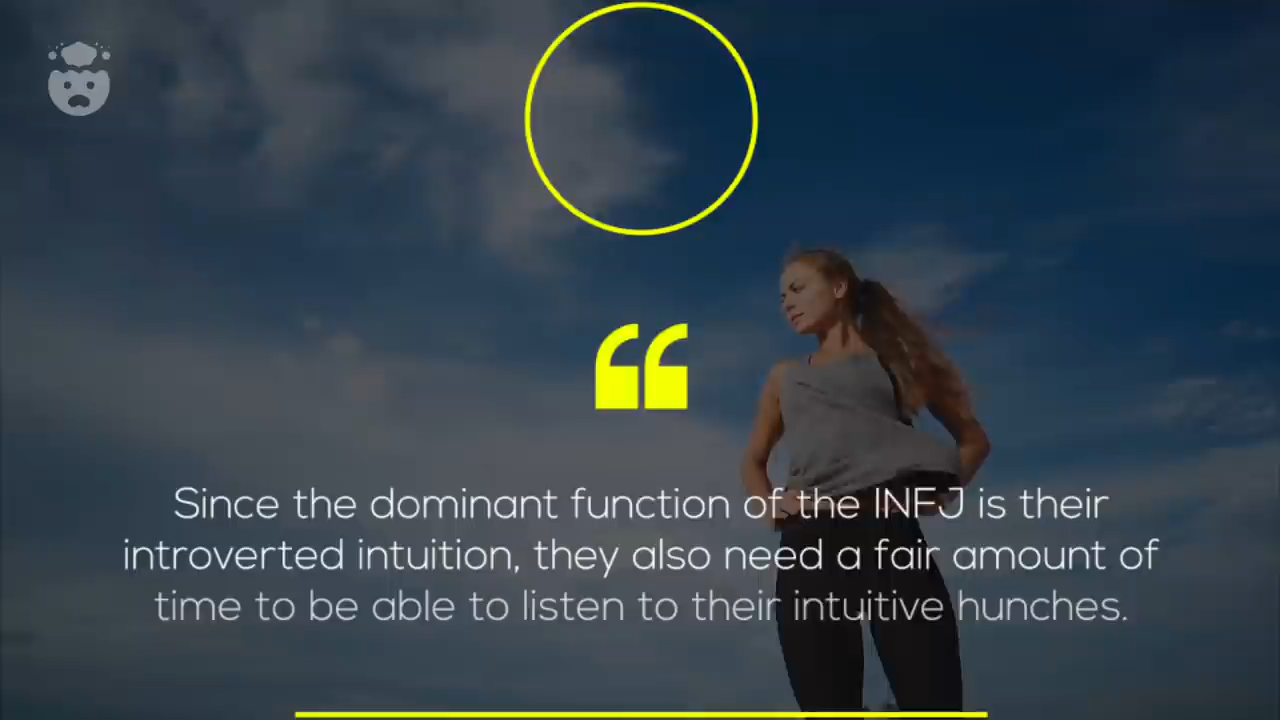 “
Since the dominant function of the INFJ is their
introverted intuition, they also need a fair amount of
time to be able to listen to their intuitive hunches.